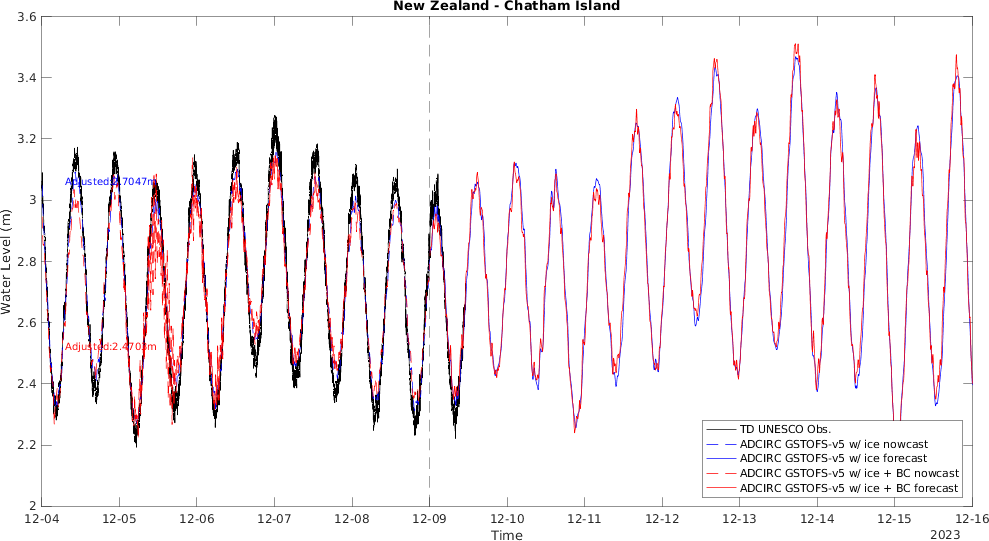 New Zealand - Chatham Island
3.6
3.4
3.2
3
2.8
2.6
2.4
2.2
2
Water Level (m)
Adjusted:2.4703m
TD UNESCO Obs.
ADCIRC GSTOFS-v5 w/ ice nowcast
ADCIRC GSTOFS-v5 w/ ice forecast
ADCIRC GSTOFS-v5 w/ ice + BC nowcast
ADCIRC GSTOFS-v5 w/ ice + BC forecast
12-04 12-05 12-06 12-07 12-08 12-09 12-10 12-11 12-12 12-13 12-14 12-15 12-16
Time
2023